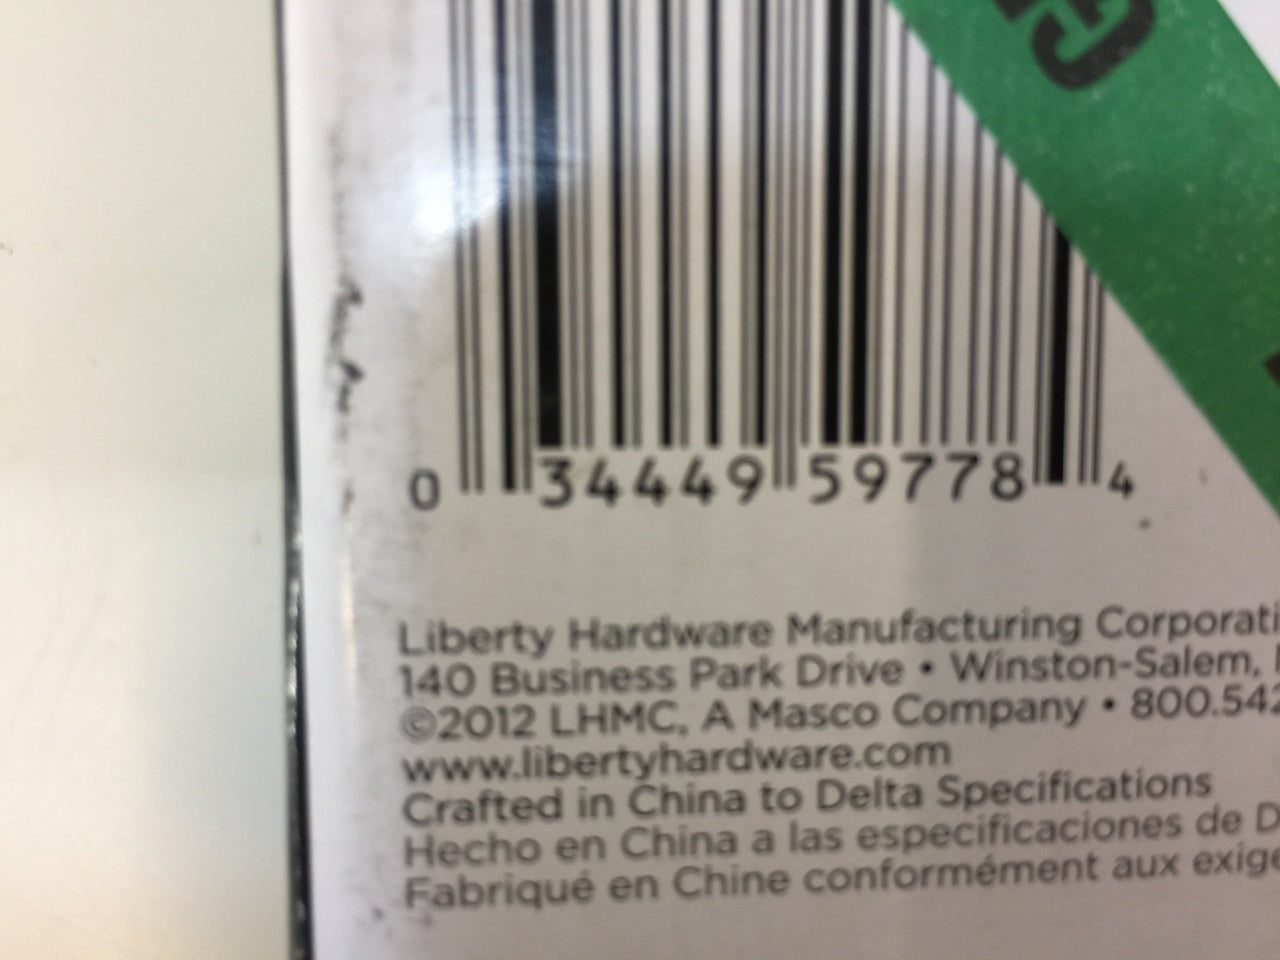 0 34449 59778 4
Liberty Hardware Manufacturing Corporati
140 Business Park Drive • Winston-Salem,
©2012 LHMC, A Masco Company • 800.542
www.libertyhardware.com
Crafted in China to Delta Specifications
Hecho en China a las especificaciones de D
Fabriqué en Chine conformément aux exige